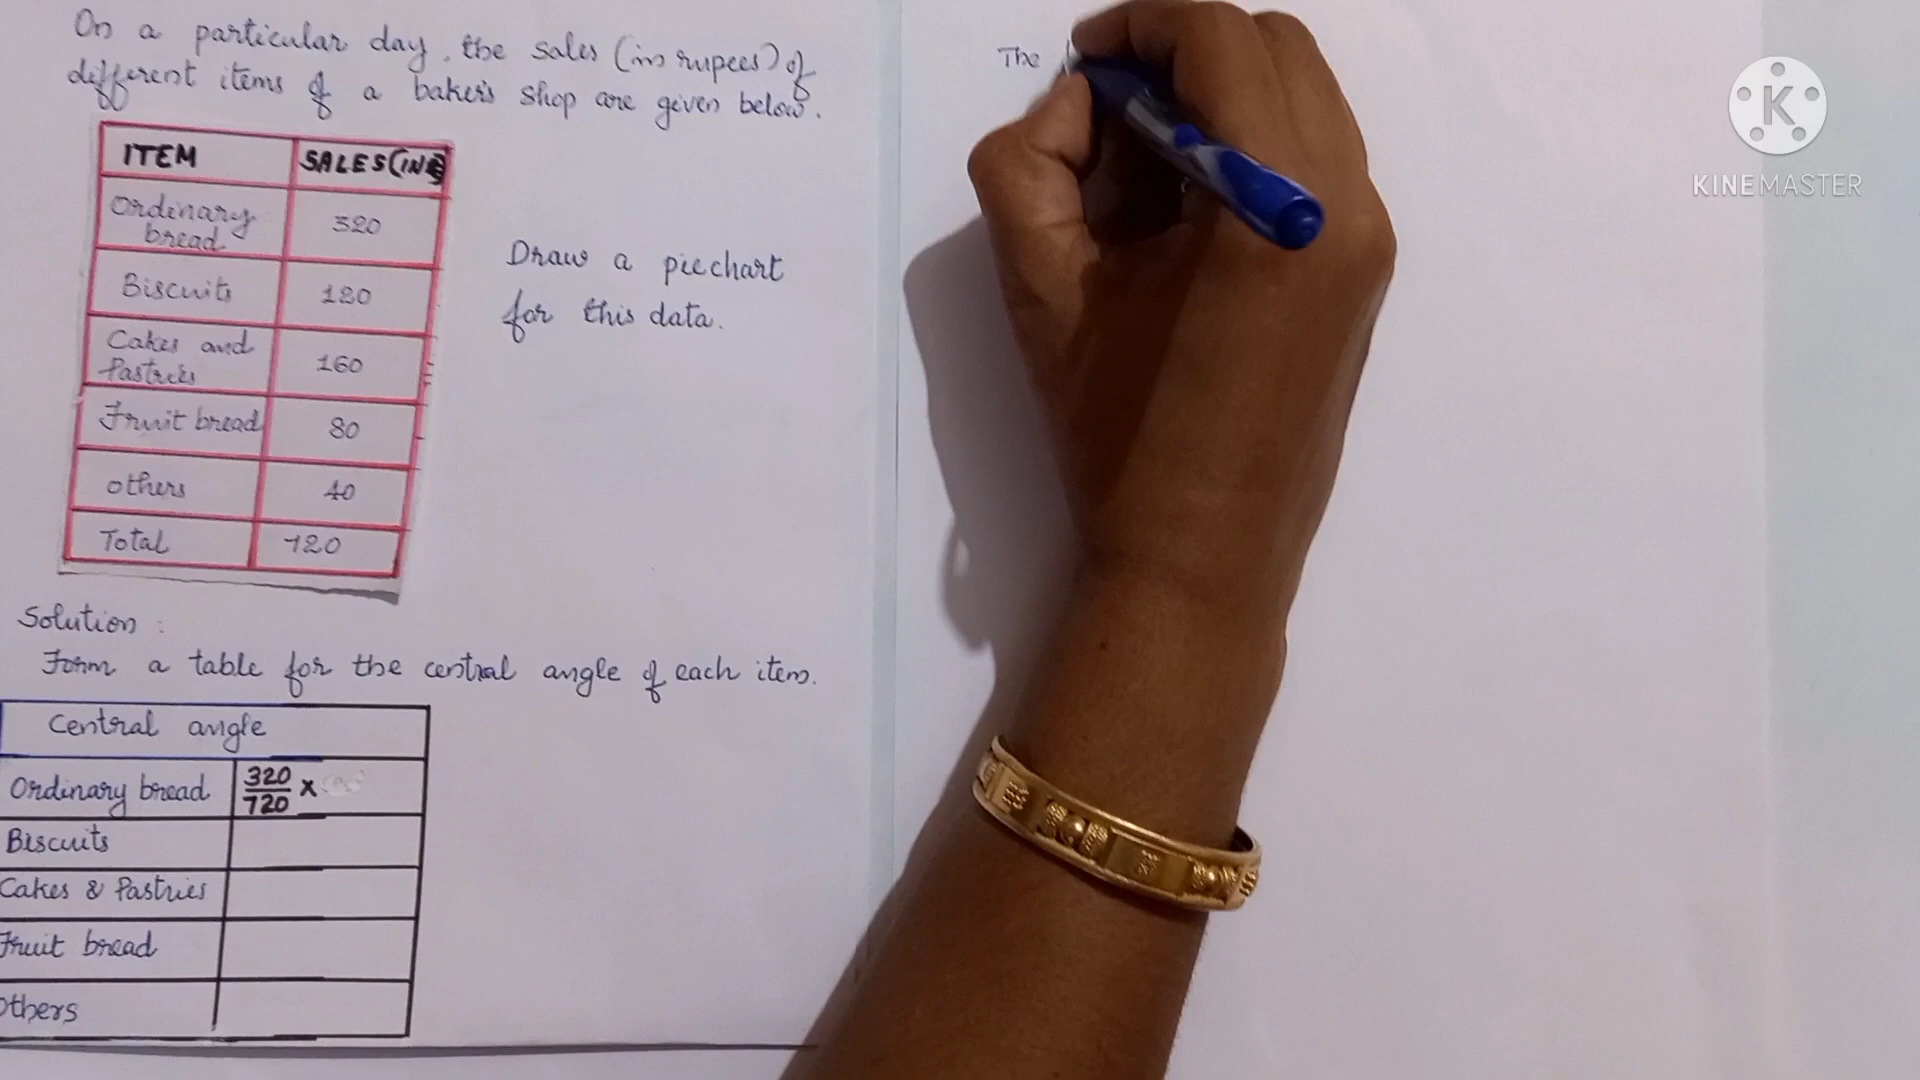 On a particular day, the sales (in rupees) of
different items of a baker's shop are given below.
ITEM SALES(IN
Ordinary bread 320
Biscuits 120
Cakes and Pastries 160
Fruit bread 80
others 40
Total 720
Draw a piechart
for this data.
Solution :
Form a table for the central angle of each item.
Central angle
Ordinary bread 320/720 ×
Biscuits
Cakes & Pastries
Fruit bread
Others
The
K
KINEMASTER